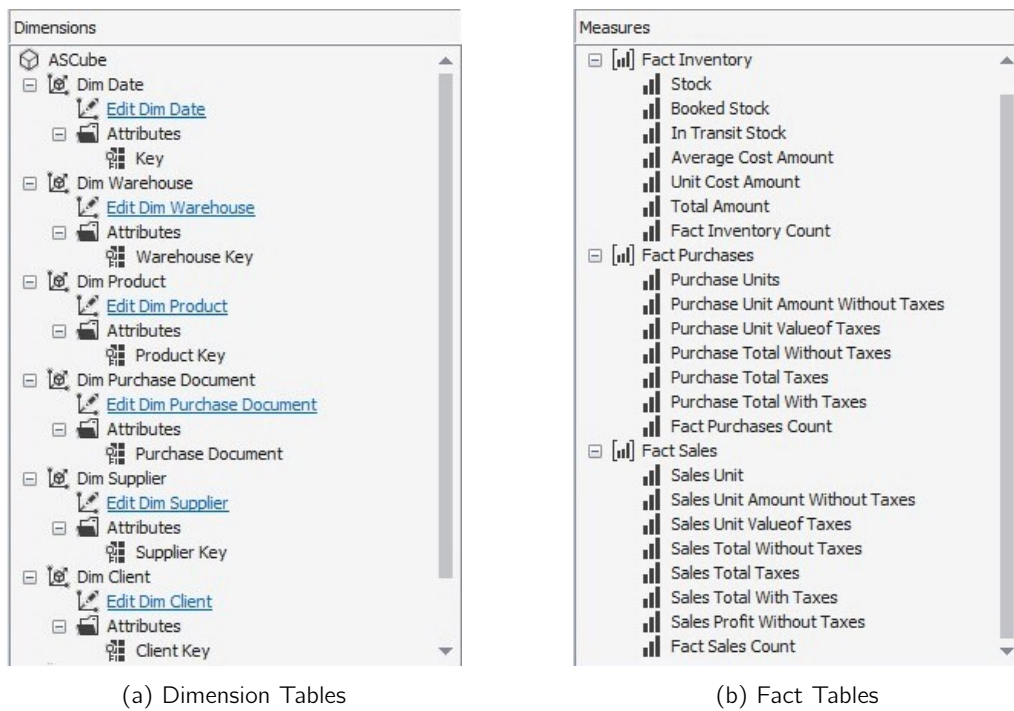 Dimensions
ASCube
Dim Date
Edit Dim Date
Attributes
Key
Dim Warehouse
Edit Dim Warehouse
Attributes
Warehouse Key
Dim Product
Edit Dim Product
Attributes
Product Key
Dim Purchase Document
Edit Dim Purchase Document
Attributes
Purchase Document
Dim Supplier
Edit Dim Supplier
Attributes
Supplier Key
Dim Client
Edit Dim Client
Attributes
Client Key
(a) Dimension Tables
Measures
Fact Inventory
Stock
Booked Stock
In Transit Stock
Average Cost Amount
Unit Cost Amount
Total Amount
Fact Inventory Count
Fact Purchases
Purchase Units
Purchase Unit Amount Without Taxes
Purchase Unit Valueof Taxes
Purchase Total Without Taxes
Purchase Total Taxes
Purchase Total With Taxes
Fact Purchases Count
Fact Sales
Sales Unit
Sales Unit Amount Without Taxes
Sales Unit Valueof Taxes
Sales Total Without Taxes
Sales Total Taxes
Sales Total With Taxes
Sales Profit Without Taxes
Fact Sales Count
(b) Fact Tables